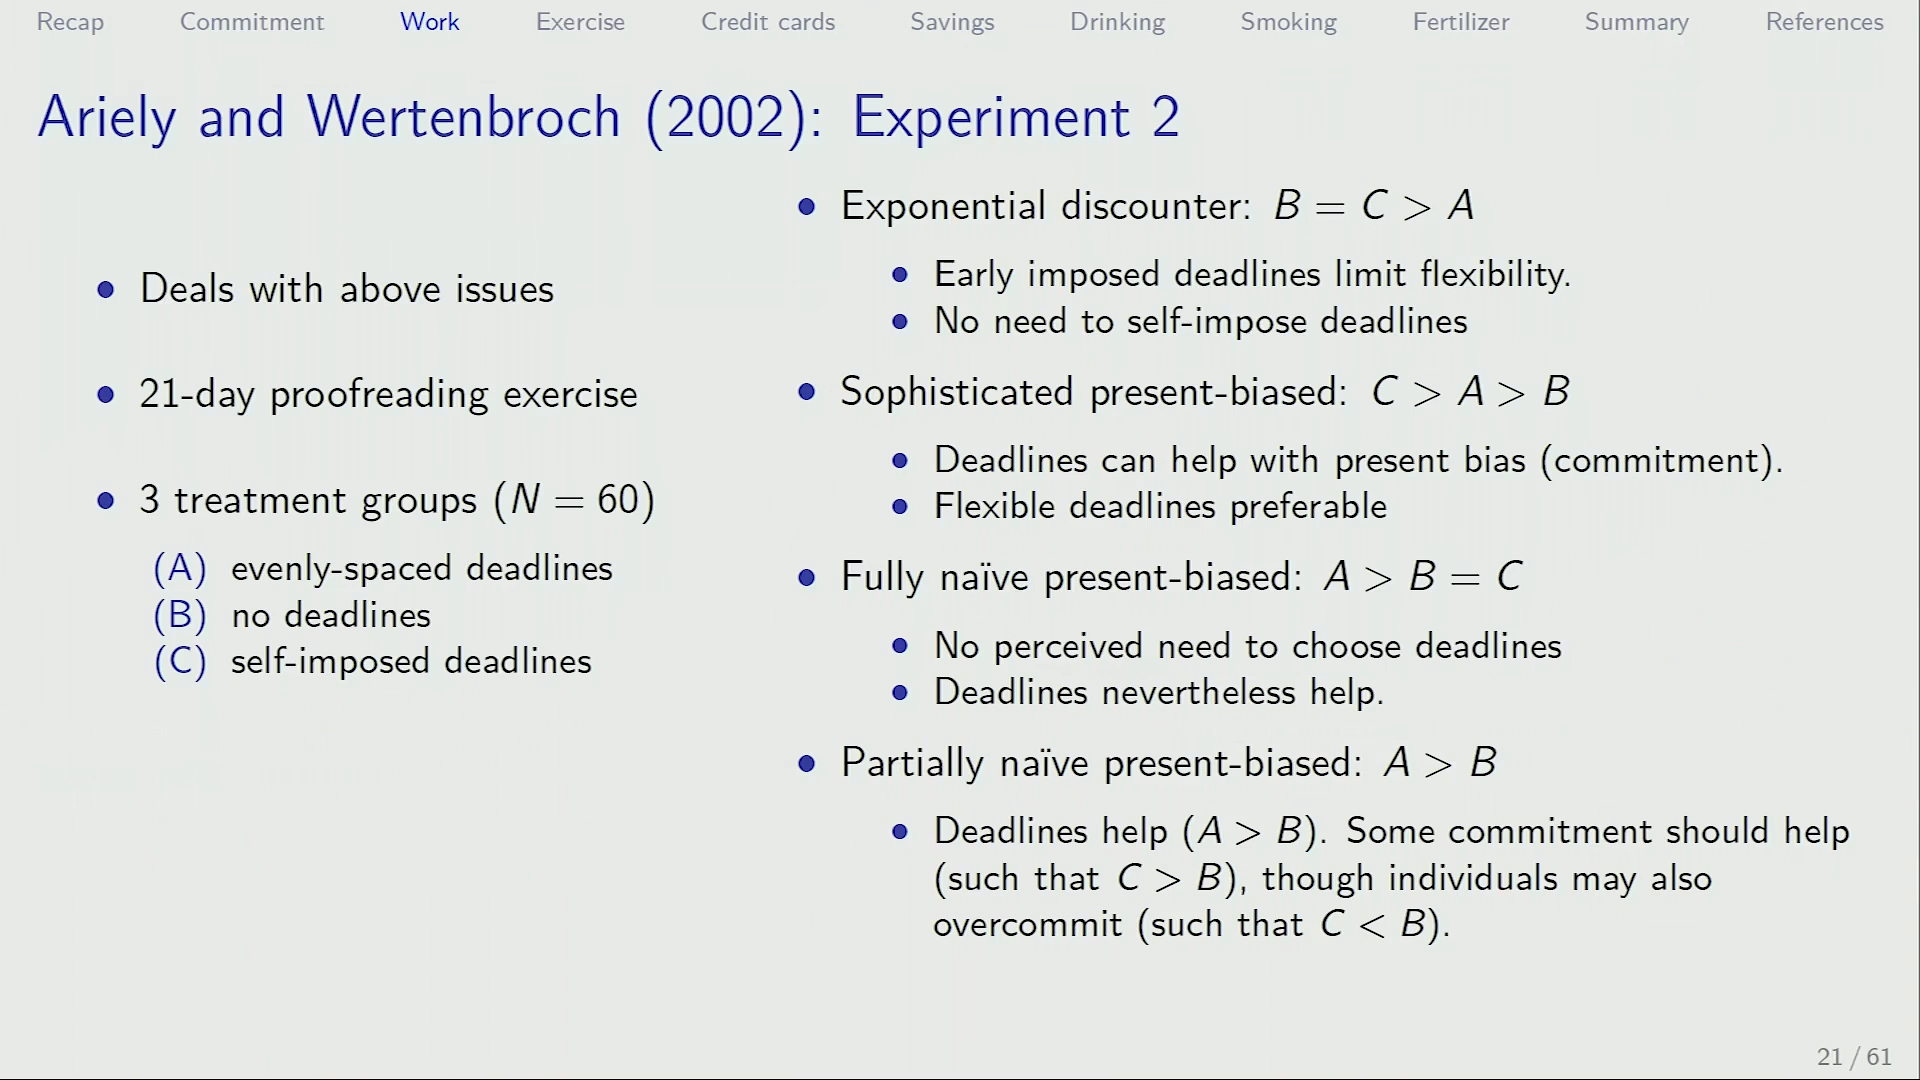 Recap Commitment Work Exercise Credit cards Savings Drinking Smoking Fertilizer Summary References
Ariely and Wertenbroch (2002): Experiment 2
• Deals with above issues
• 21-day proofreading exercise
• 3 treatment groups (N = 60)
(A) evenly-spaced deadlines
(B) no deadlines
(C) self-imposed deadlines
• Exponential discounter: B = C > A
• Early imposed deadlines limit flexibility.
• No need to self-impose deadlines
• Sophisticated present-biased: C > A > B
• Deadlines can help with present bias (commitment).
• Flexible deadlines preferable
• Fully naïve present-biased: A > B = C
• No perceived need to choose deadlines
• Deadlines nevertheless help.
• Partially naïve present-biased: A > B
• Deadlines help (A > B). Some commitment should help
(such that C > B), though individuals may also
overcommit (such that C < B).
21 / 61